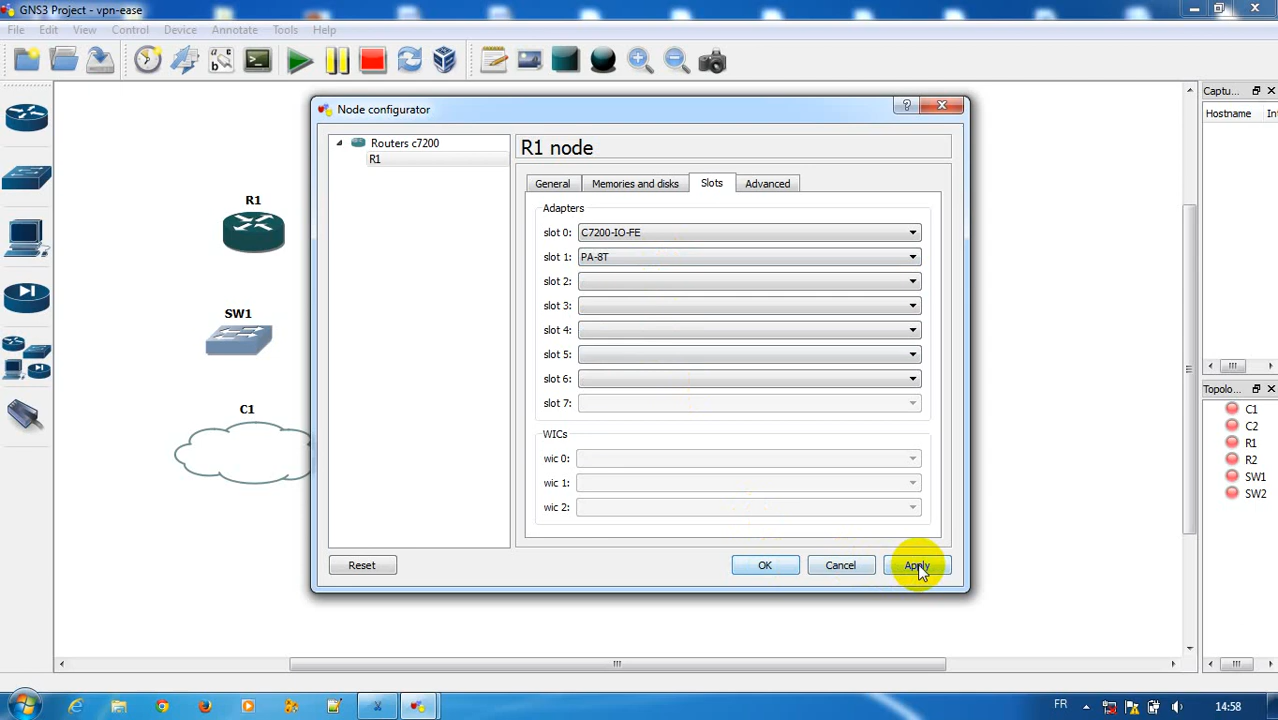 GNS3 Project - vpn-ease
File Edit View Control Device Annotate Tools Help
Node configurator
Captu...
Hostname In
Routers c7200
R1
R1 node
General Memories and disks Slots Advanced
Adapters
slot 0: C7200-IO-FE
slot 1: PA-8T
slot 2:
slot 3:
slot 4:
slot 5:
slot 6:
slot 7:
WICs
wic 0:
wic 1:
wic 2:
Reset OK Cancel Apply
R1
SW1
C1
Topolo...
C1
C2
R1
R2
SW1
SW2
FR 14:58